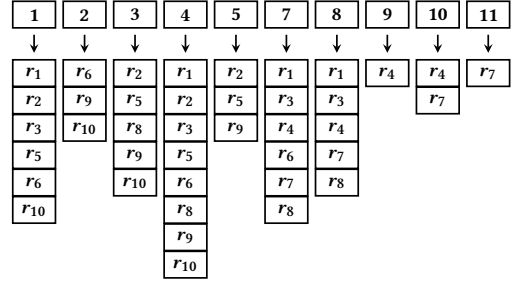 1 2 3 4 5 7 8 9 10 11
r1 r6 r2 r1 r2 r1 r1 r4 r4 r7
r2 r9 r5 r2 r5 r3 r3 r7
r3 r10 r8 r3 r9 r4 r4
r5 r9 r5 r6 r7
r6 r10 r6 r7 r8
r10 r8 r8
r9
r10